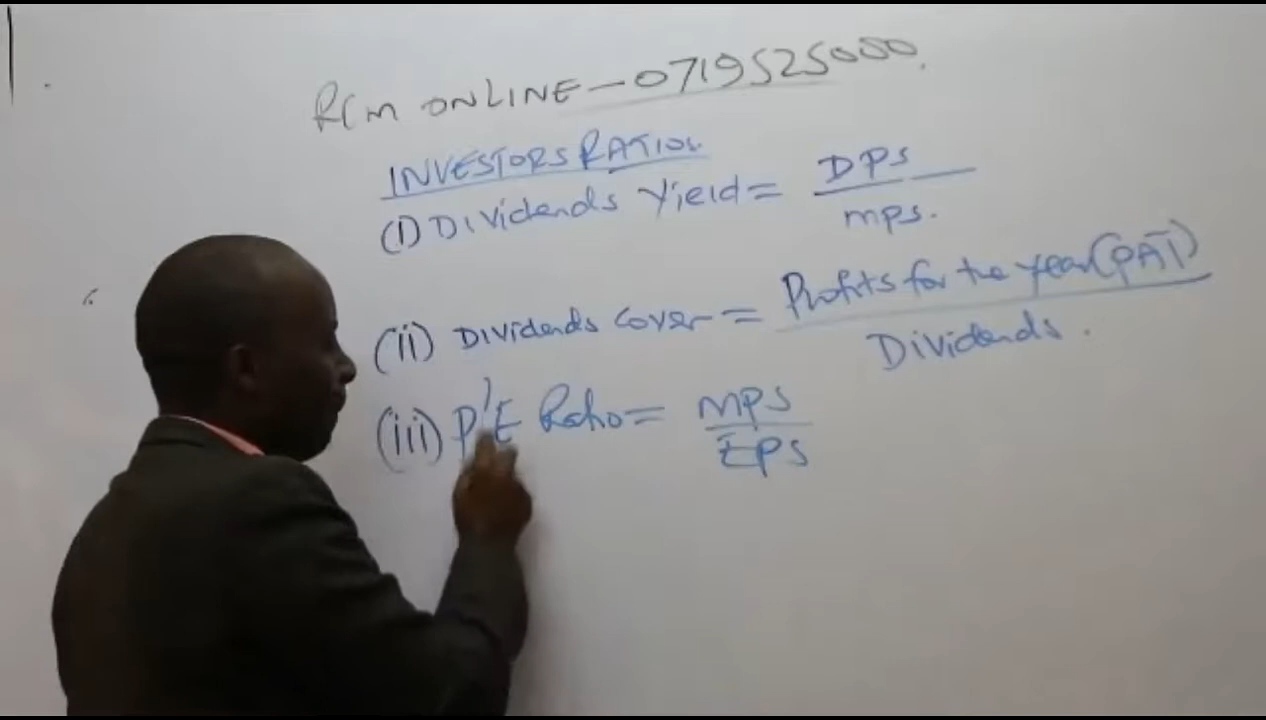 RCM ONLINE - 0719525000.
INVESTORS RATIOS.
(i) Dividends Yield = DPS
mps.
(ii) Dividends Cover = Profits for the year (PAT)
Dividends.
(iii) P'E Ratio = MPS
EPS